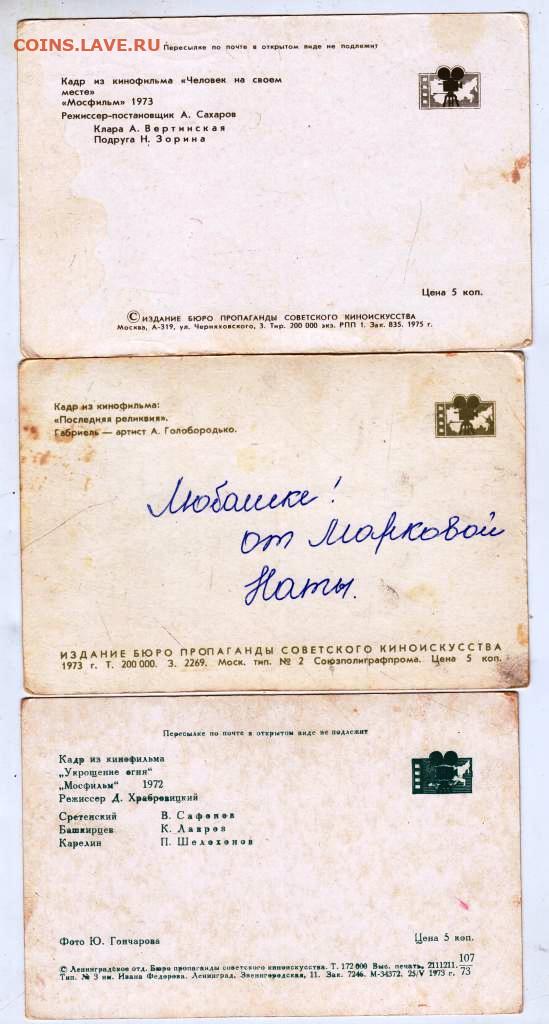 COINS.LAVE.РУ
Пересылке по почте в открытом виде не подлежит
Кадр из кинофильма «Человек на своем
месте»
«Мосфильм» 1973
Режиссер-постановщик А. Сахаров
Клара А. Вертинская
Подруга Н. Зорина
Цена 5 коп.
© ИЗДАНИЕ БЮРО ПРОПАГАНДЫ СОВЕТСКОГО КИНОИСКУССТВА
Москва, А-319, ул. Черняховского, 3. Тир. 200 000 экз. РПП 1. Зак. 835. 1975 г.
Кадр из кинофильма:
«Последняя реликвия».
Габриель — артист А. Голобородько.
Любашке!
от Марковой
Наты.
ИЗДАНИЕ БЮРО ПРОПАГАНДЫ СОВЕТСКОГО КИНОИСКУССТВА
1973 г. Т. 200 000. З. 2269. Моск. тип. № 2 Союзполиграфпрома. Цена 5 коп.
Пересылке по почте в открытом виде не подлежит
Кадр из кинофильма
„Укрощение огня"
„Мосфильм" 1972
Режиссер Д. Храбровицкий
Сретенский В. Сафонов
Башкирцев К. Лавров
Карелин П. Шелохонов
Фото Ю. Гончарова
Цена 5 коп.
© Ленинградское отд. Бюро пропаганды советского киноискусства. Т. 172 000 Выс. печать. 2111211. 107/73
Тип. № 3 им. Ивана Федорова. Ленинград, Звенигородская, 11. Зак. 7246. М-34372. 25/V 1973 г.